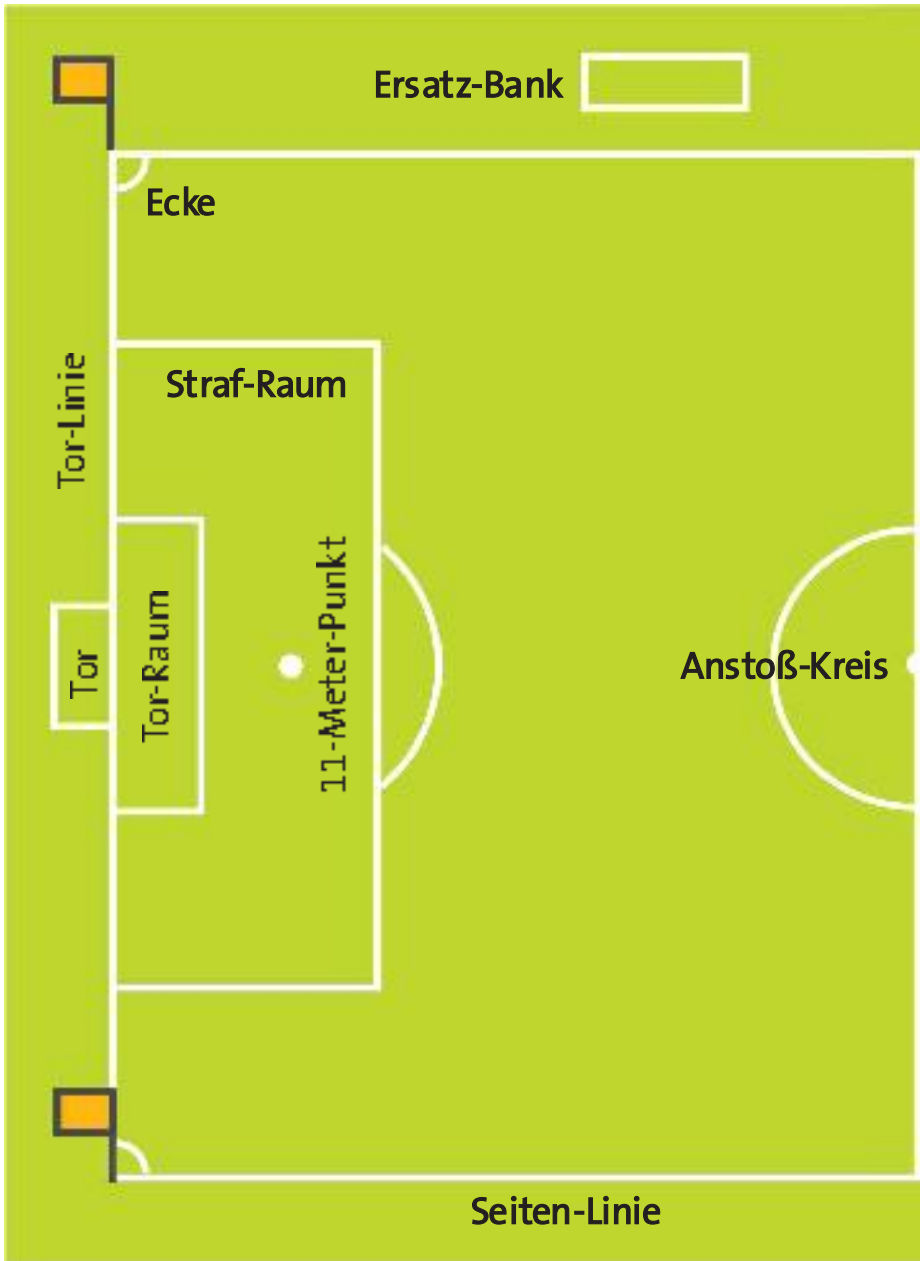 Ersatz-Bank
Ecke
Tor-Linie
Straf-Raum
Tor
Tor-Raum
11-Meter-Punkt
Anstoß-Kreis
Seiten-Linie